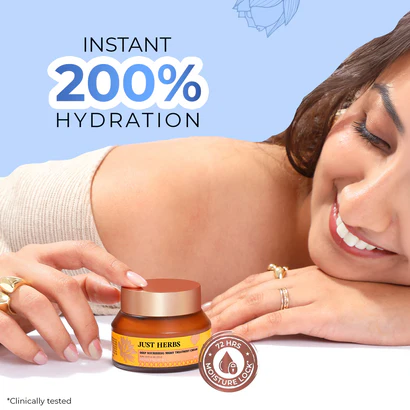 INSTANT
200%
HYDRATION
JUST HERBS
72 HRS
MOISTURE LOCK
*Clinically tested